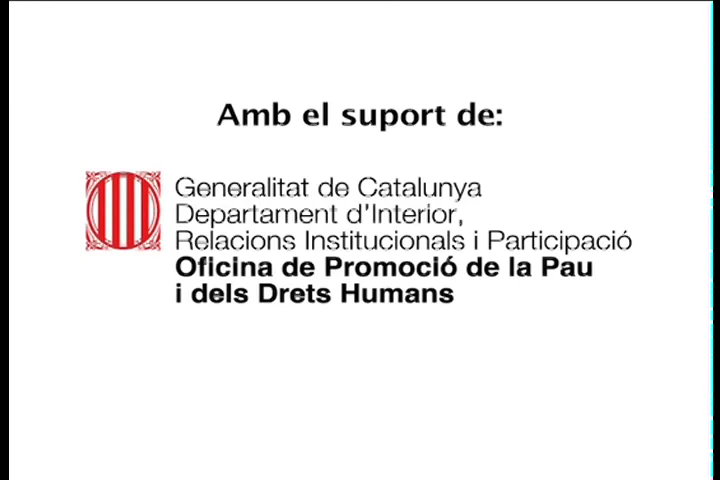 Amb el suport de:
Generalitat de Catalunya
Departament d'Interior,
Relacions Institucionals i Participació
Oficina de Promoció de la Pau
i dels Drets Humans